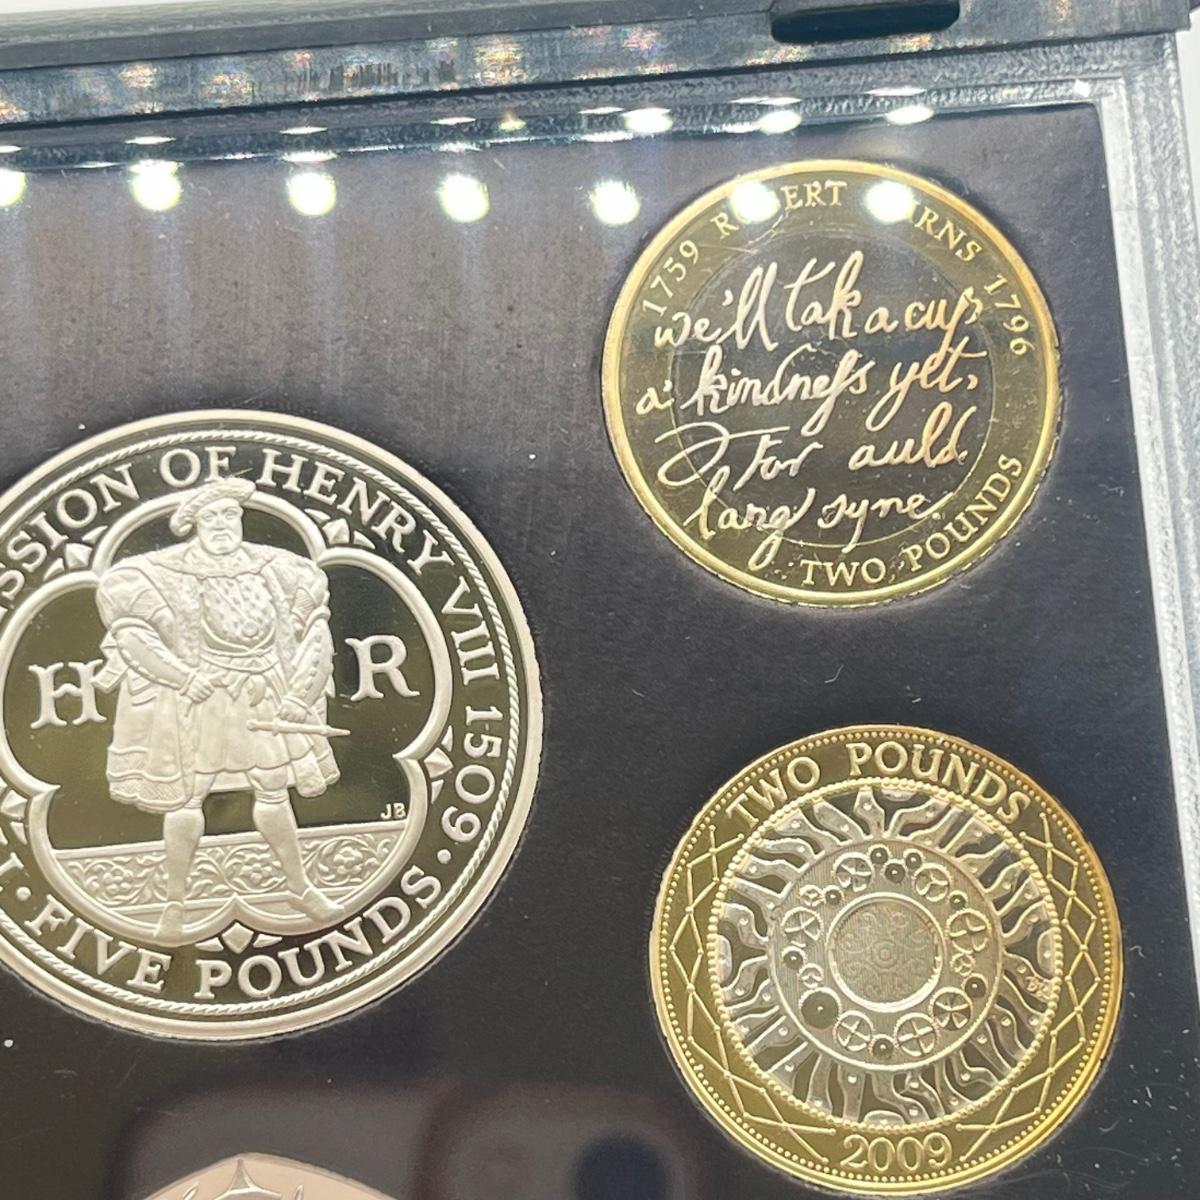 1759 ROBERT BURNS 1796
we'll tak a cup
a' kindneſs yet,
For auld
lang syne.
TWO POUNDS
SSION OF HENRY VIII 1509 •
H R
JB
• FIVE POUNDS
TWO POUNDS
2009